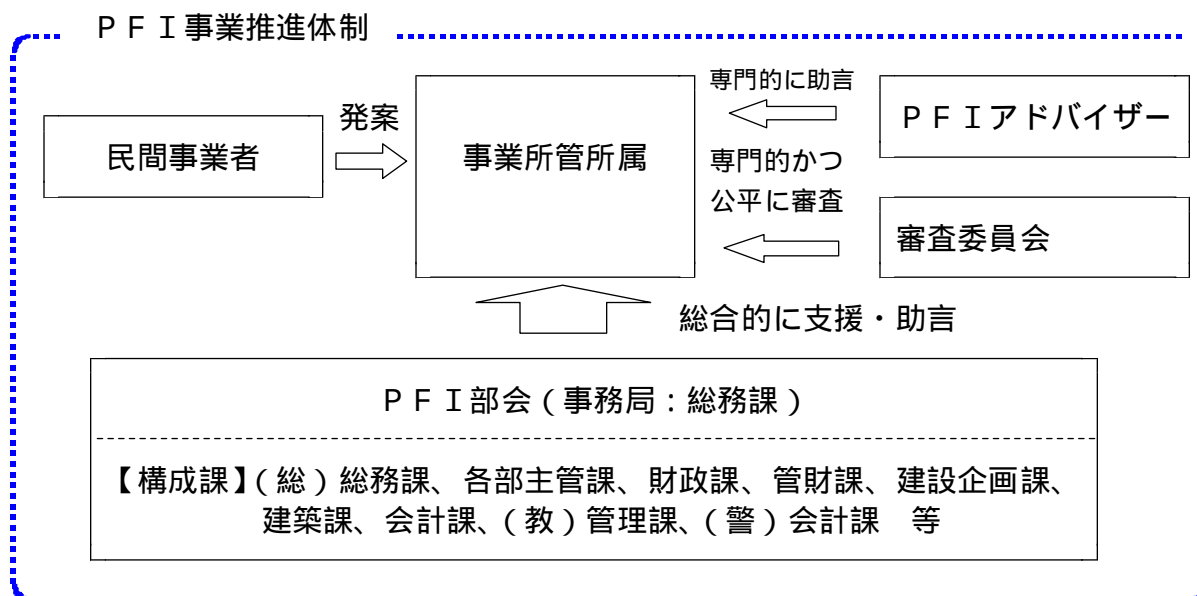 ＰＦＩ事業推進体制
民間事業者
発案
事業所管所属
専門的に助言
ＰＦＩアドバイザー
専門的かつ
公平に審査
審査委員会
総合的に支援・助言
ＰＦＩ部会（事務局：総務課）
【構成課】（総）総務課、各部主管課、財政課、管財課、建設企画課、
建築課、会計課、（教）管理課、（警）会計課　等